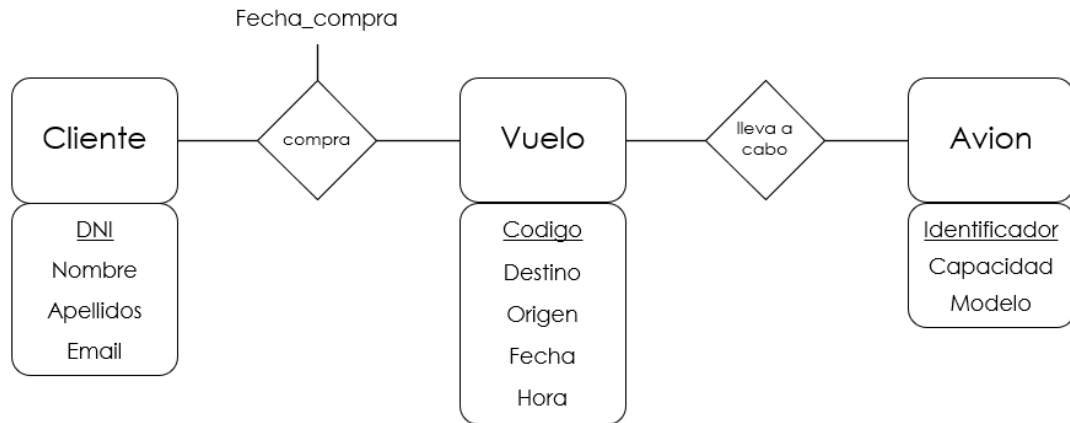 Fecha_compra
Cliente
compra
Vuelo
lleva a
cabo
Avion
DNI
Nombre
Apellidos
Email
Codigo
Destino
Origen
Fecha
Hora
Identificador
Capacidad
Modelo